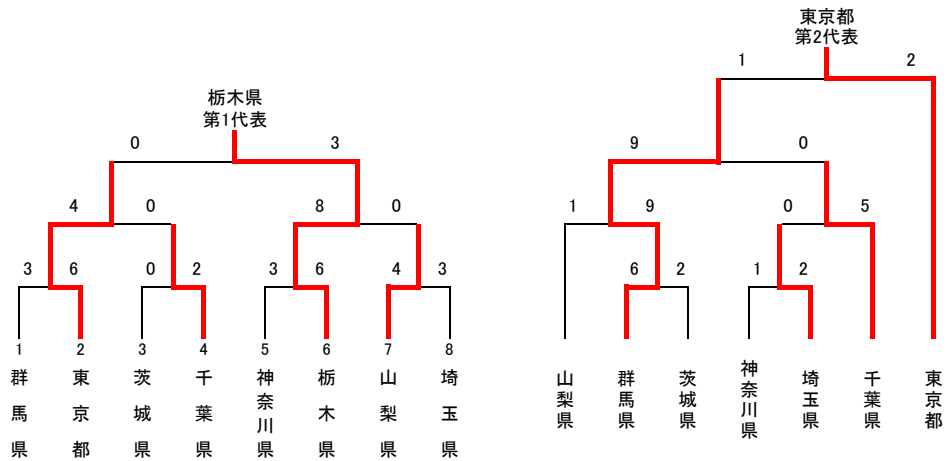 東京都
第2代表
1 2
栃木県
第1代表
0 3
9 0
4 0 8 0
1 9 0 5
3 6 0 2 3 6 4 3
6 2 1 2
1 2 3 4 5 6 7 8
群馬県 東京都 茨城県 千葉県 神奈川県 栃木県 山梨県 埼玉県
山梨県 群馬県 茨城県 神奈川県 埼玉県 千葉県 東京都